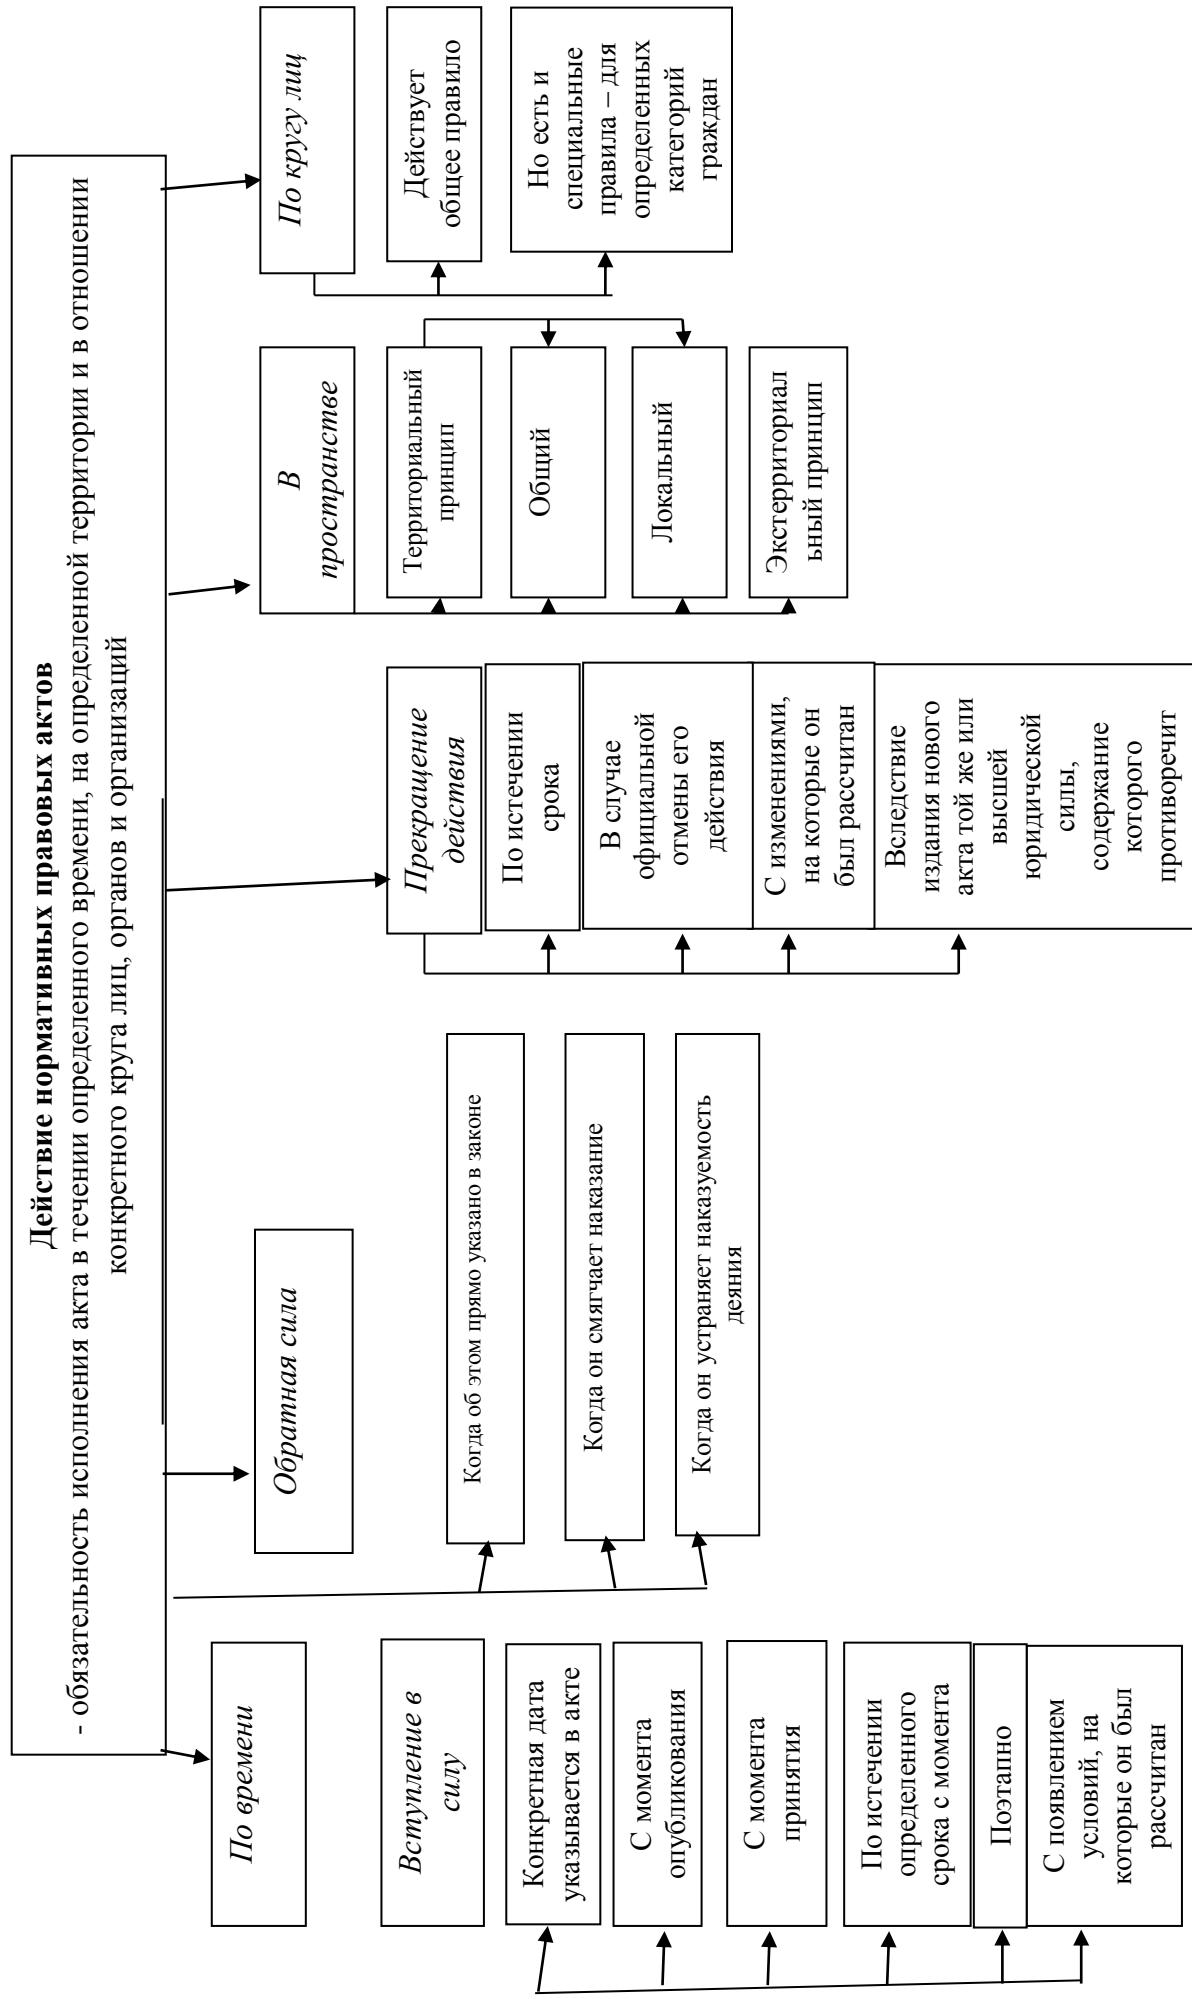 Действие нормативных правовых актов
- обязательность исполнения акта в течении определенного времени, на определенной территории и в отношении
конкретного круга лиц, органов и организаций
По времени
Вступление в
силу
Конкретная дата
указывается в акте
С момента
опубликования
С момента
принятия
По истечении
определенного
срока с момента
Поэтапно
С появлением
условий, на
которые он был
рассчитан
Обратная сила
Когда об этом прямо указано в законе
Когда он смягчает наказание
Когда он устраняет наказуемость
деяния
Прекращение
действия
По истечении
срока
В случае
официальной
отмены его
действия
С изменениями,
на которые он
был рассчитан
Вследствие
издания нового
акта той же или
высшей
юридической
силы,
содержание
которого
противоречит
В
пространстве
Территориальный
принцип
Общий
Локальный
Экстерриториал
ьный принцип
По кругу лиц
Действует
общее правило
Но есть и
специальные
правила – для
определенных
категорий
граждан